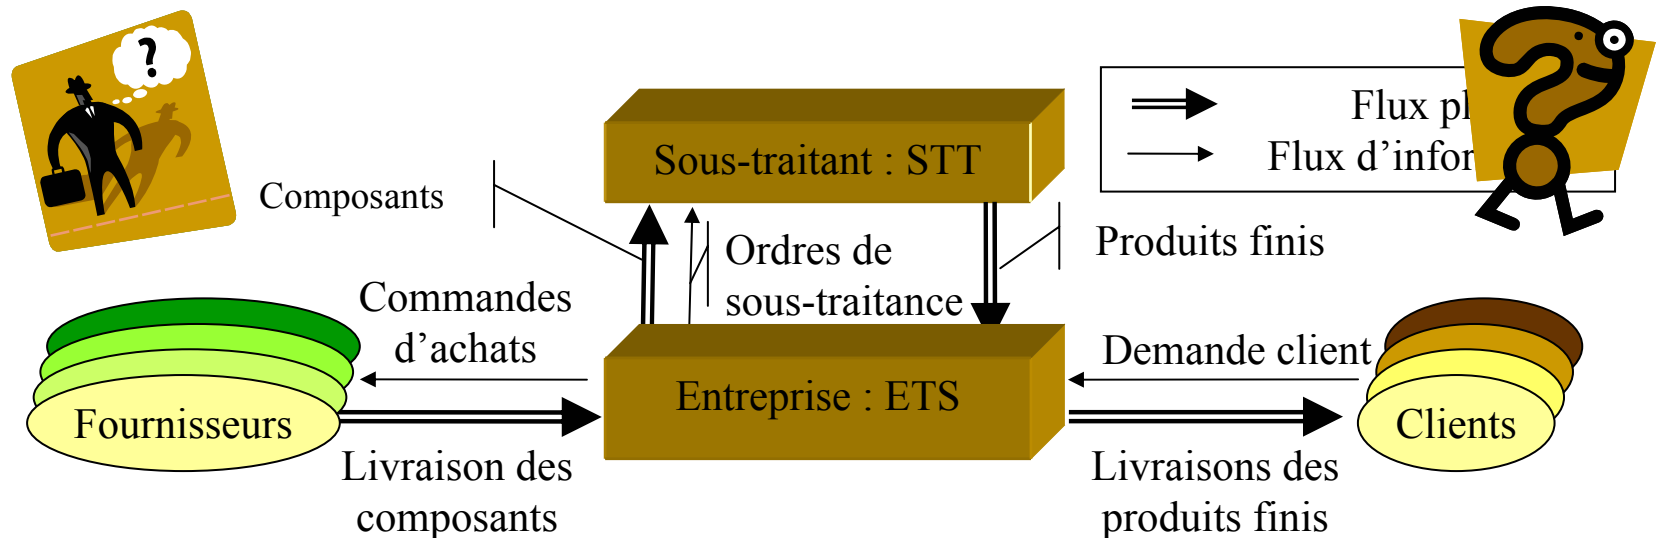 ?
Sous-traitant : STT
Flux
Flux d’infor
Composants
Ordres de
sous-traitance
Produits finis
Commandes
d’achats
Demande client
Entreprise : ETS
Fournisseurs
Clients
Livraison des
composants
Livraisons des
produits finis